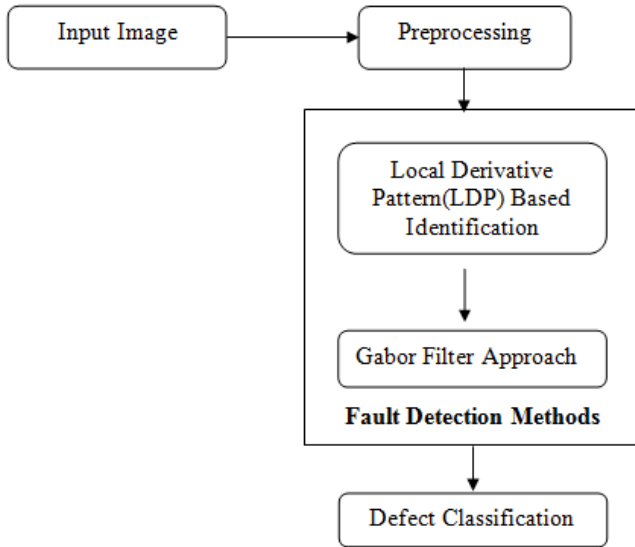 Input Image
Preprocessing
Local Derivative
Pattern(LDP) Based
Identification
Gabor Filter Approach
Fault Detection Methods
Defect Classification